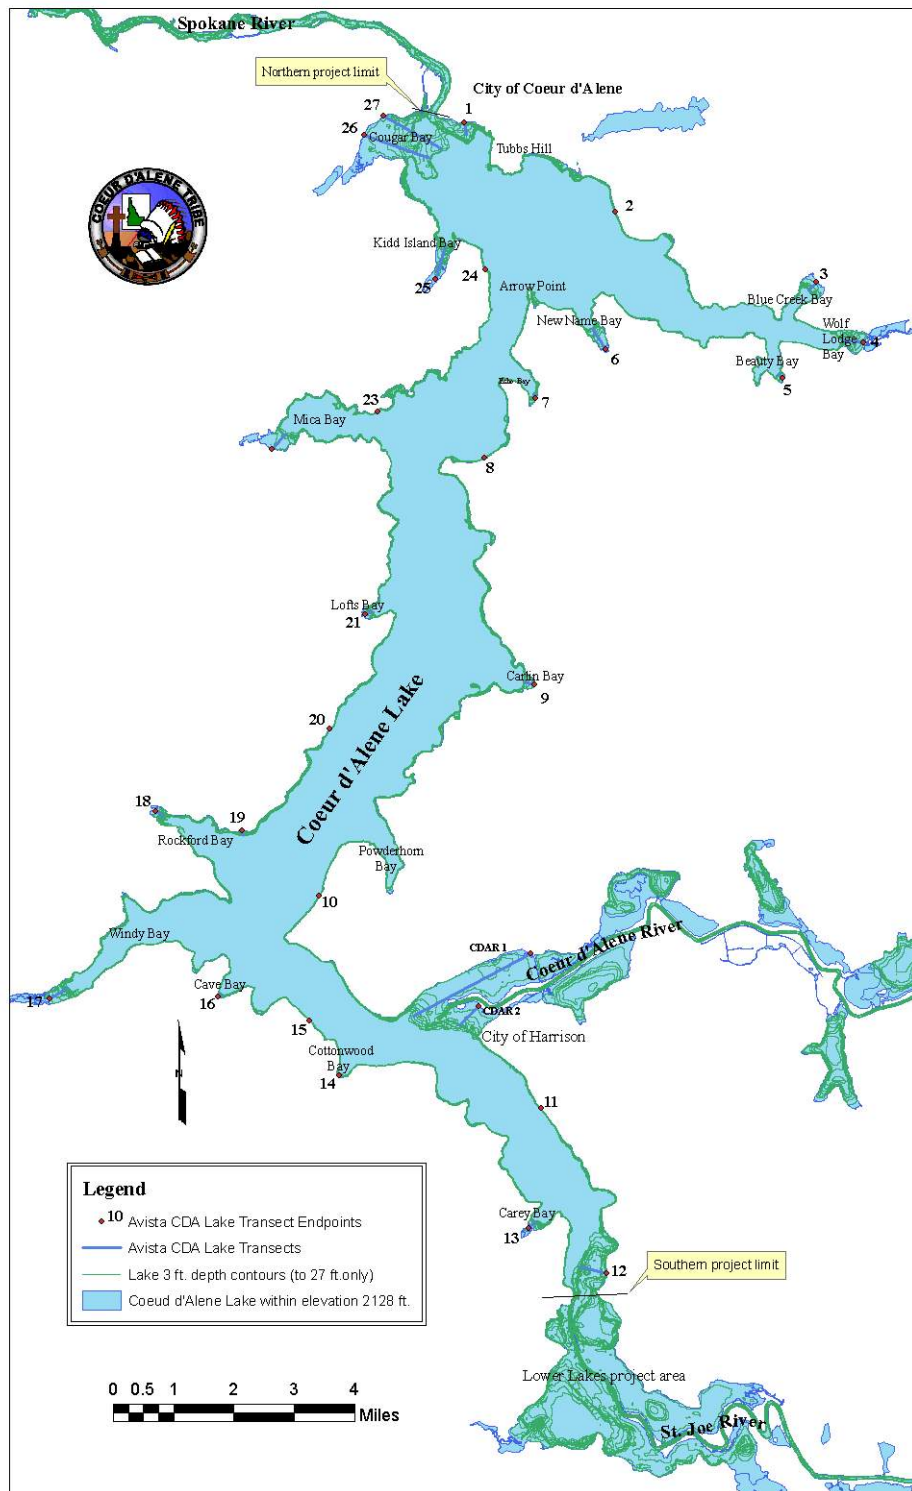 Spokane River
Northern project limit
City of Coeur d'Alene
27
1
26
Cougar Bay
Tubbs Hill
COEUR D'ALENE TRIBE
2
Kidd Island Bay
24
25
3
Arrow Point
Blue Creek Bay
New Name Bay
Wolf
Lodge
Bay
4
6
Beauty Bay
5
7
23
Mica Bay
8
Lofts Bay
21
Carlin Bay
9
20
Coeur d'Alene Lake
18
19
Rockford Bay
Powderhorn
Bay
10
Windy Bay
CDAR 1
Coeur d'Alene River
Cave Bay
16
17
CDAR 2
15
City of Harrison
N
Cottonwood
Bay
14
11
Carey Bay
13
12
Southern project limit
Legend
10 Avista CDA Lake Transect Endpoints
Avista CDA Lake Transects
Lake 3 ft. depth contours (to 27 ft.only)
Coeud d'Alene Lake within elevation 2128 ft.
Lower Lakes project area
0 0.5 1 2 3 4
Miles
St. Joe River